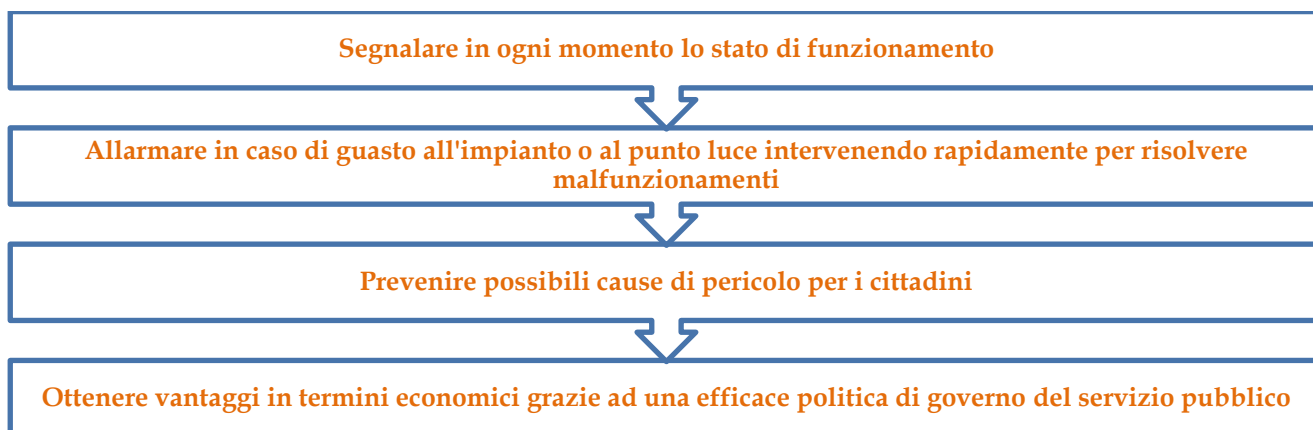 Segnalare in ogni momento lo stato di funzionamento
Allarmare in caso di guasto all'impianto o al punto luce intervenendo rapidamente per risolvere
malfunzionamenti
Prevenire possibili cause di pericolo per i cittadini
Ottenere vantaggi in termini economici grazie ad una efficace politica di governo del servizio pubblico